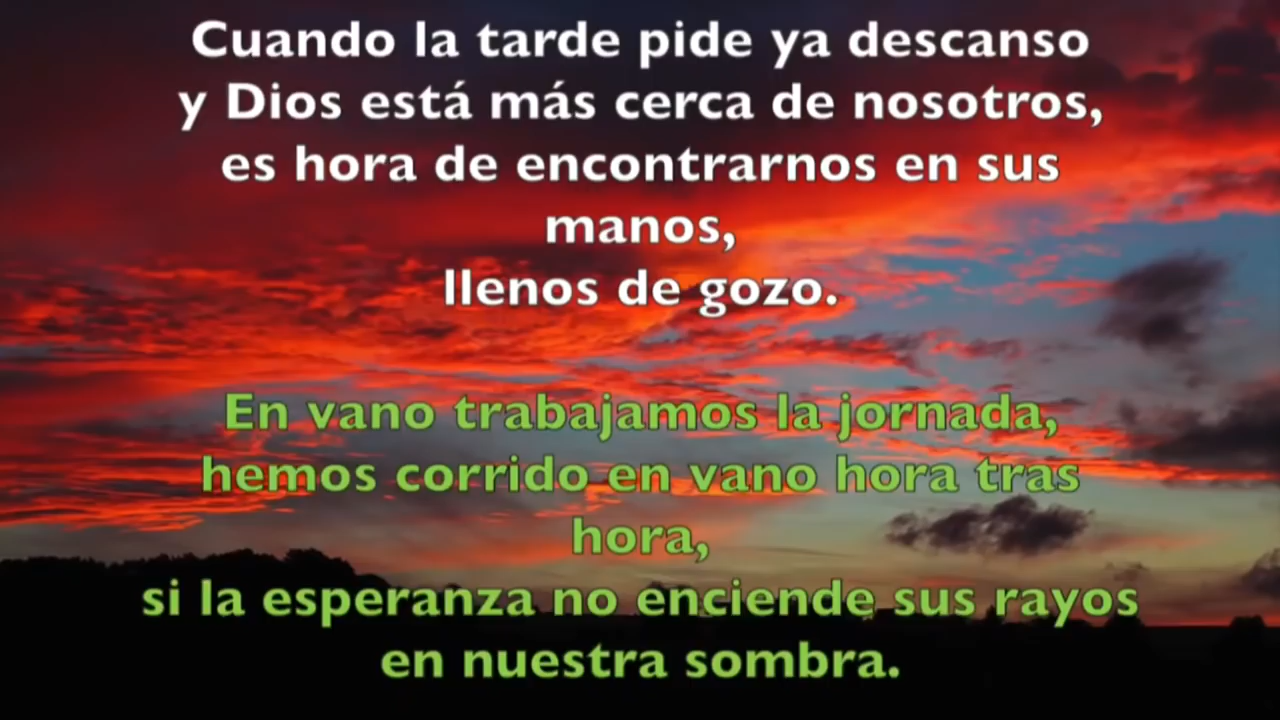 Cuando la tarde pide ya descanso
y Dios está más cerca de nosotros,
es hora de encontrarnos en sus
manos,
llenos de gozo.
En vano trabajamos la jornada,
hemos corrido en vano hora tras
hora,
si la esperanza no enciende sus rayos
en nuestra sombra.